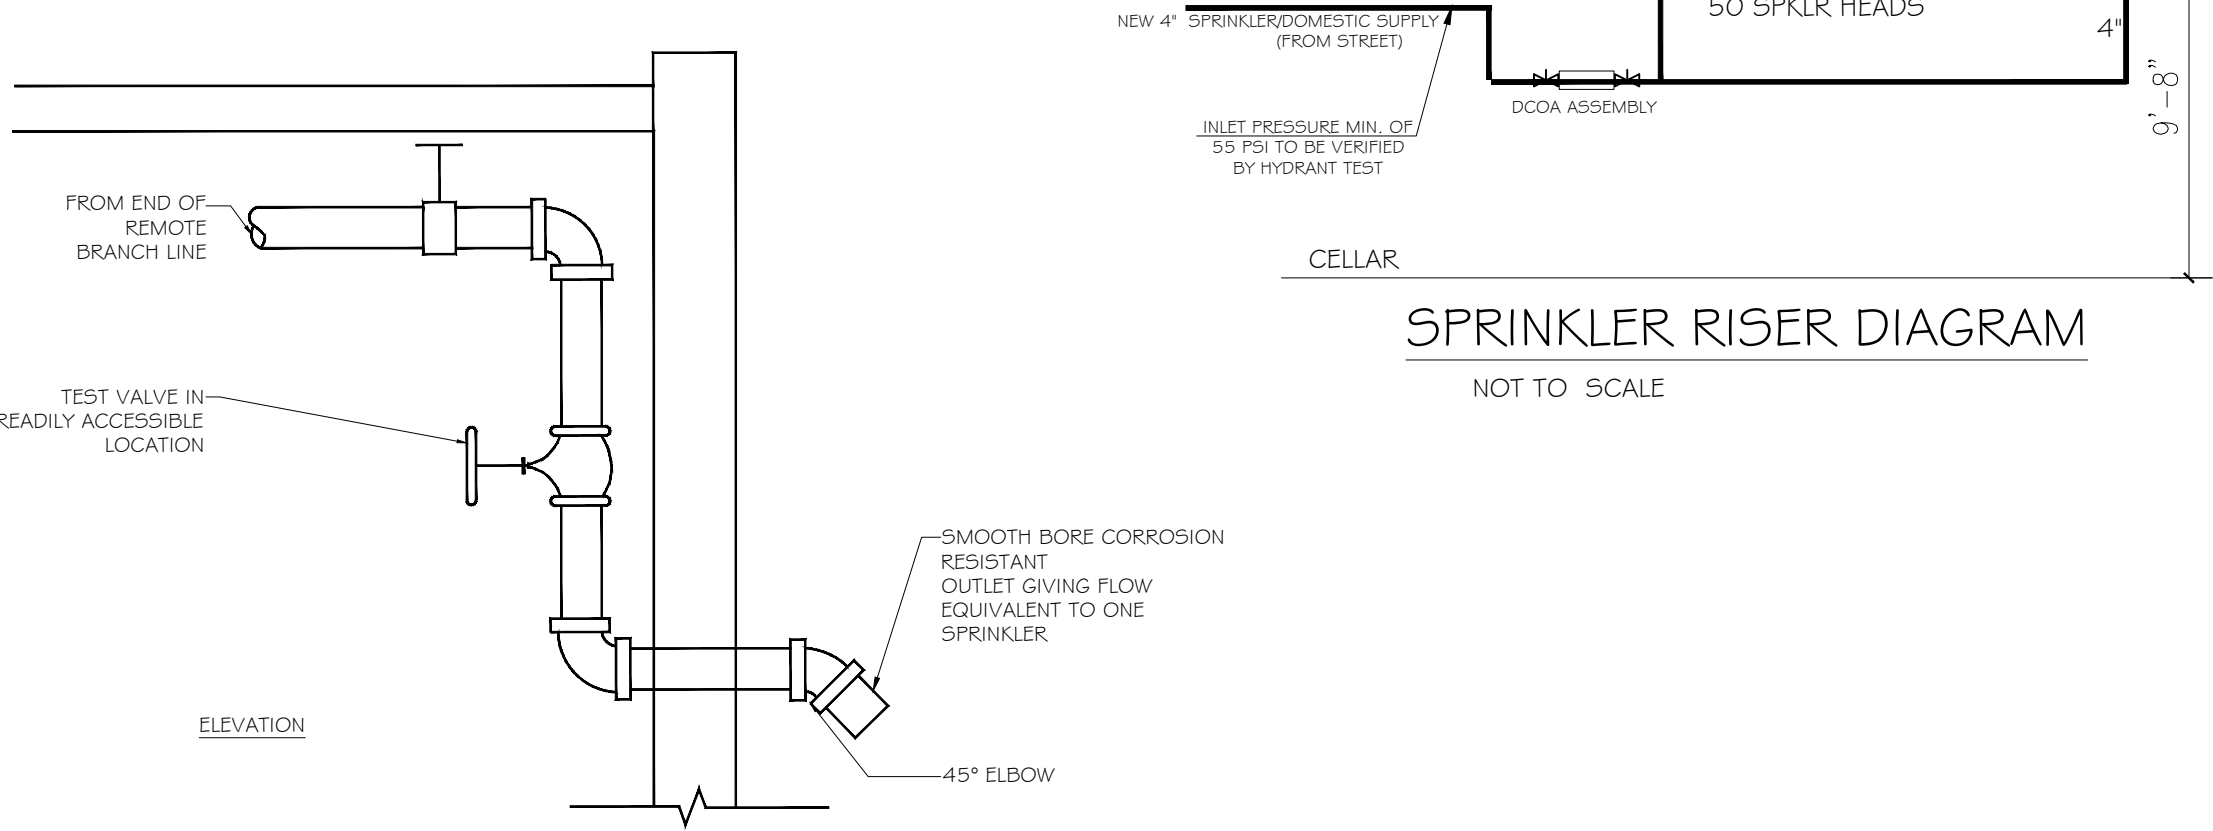 FROM END OF
REMOTE
BRANCH LINE
TEST VALVE IN
READILY ACCESSIBLE
LOCATION
SMOOTH BORE CORROSION
RESISTANT
OUTLET GIVING FLOW
EQUIVALENT TO ONE
SPRINKLER
45° ELBOW
ELEVATION
50 SPKLR HEADS
4"
NEW 4" SPRINKLER/DOMESTIC SUPPLY
(FROM STREET)
DCOA ASSEMBLY
INLET PRESSURE MIN. OF
55 PSI TO BE VERIFIED
BY HYDRANT TEST
9'-8"
CELLAR
SPRINKLER RISER DIAGRAM
NOT TO SCALE